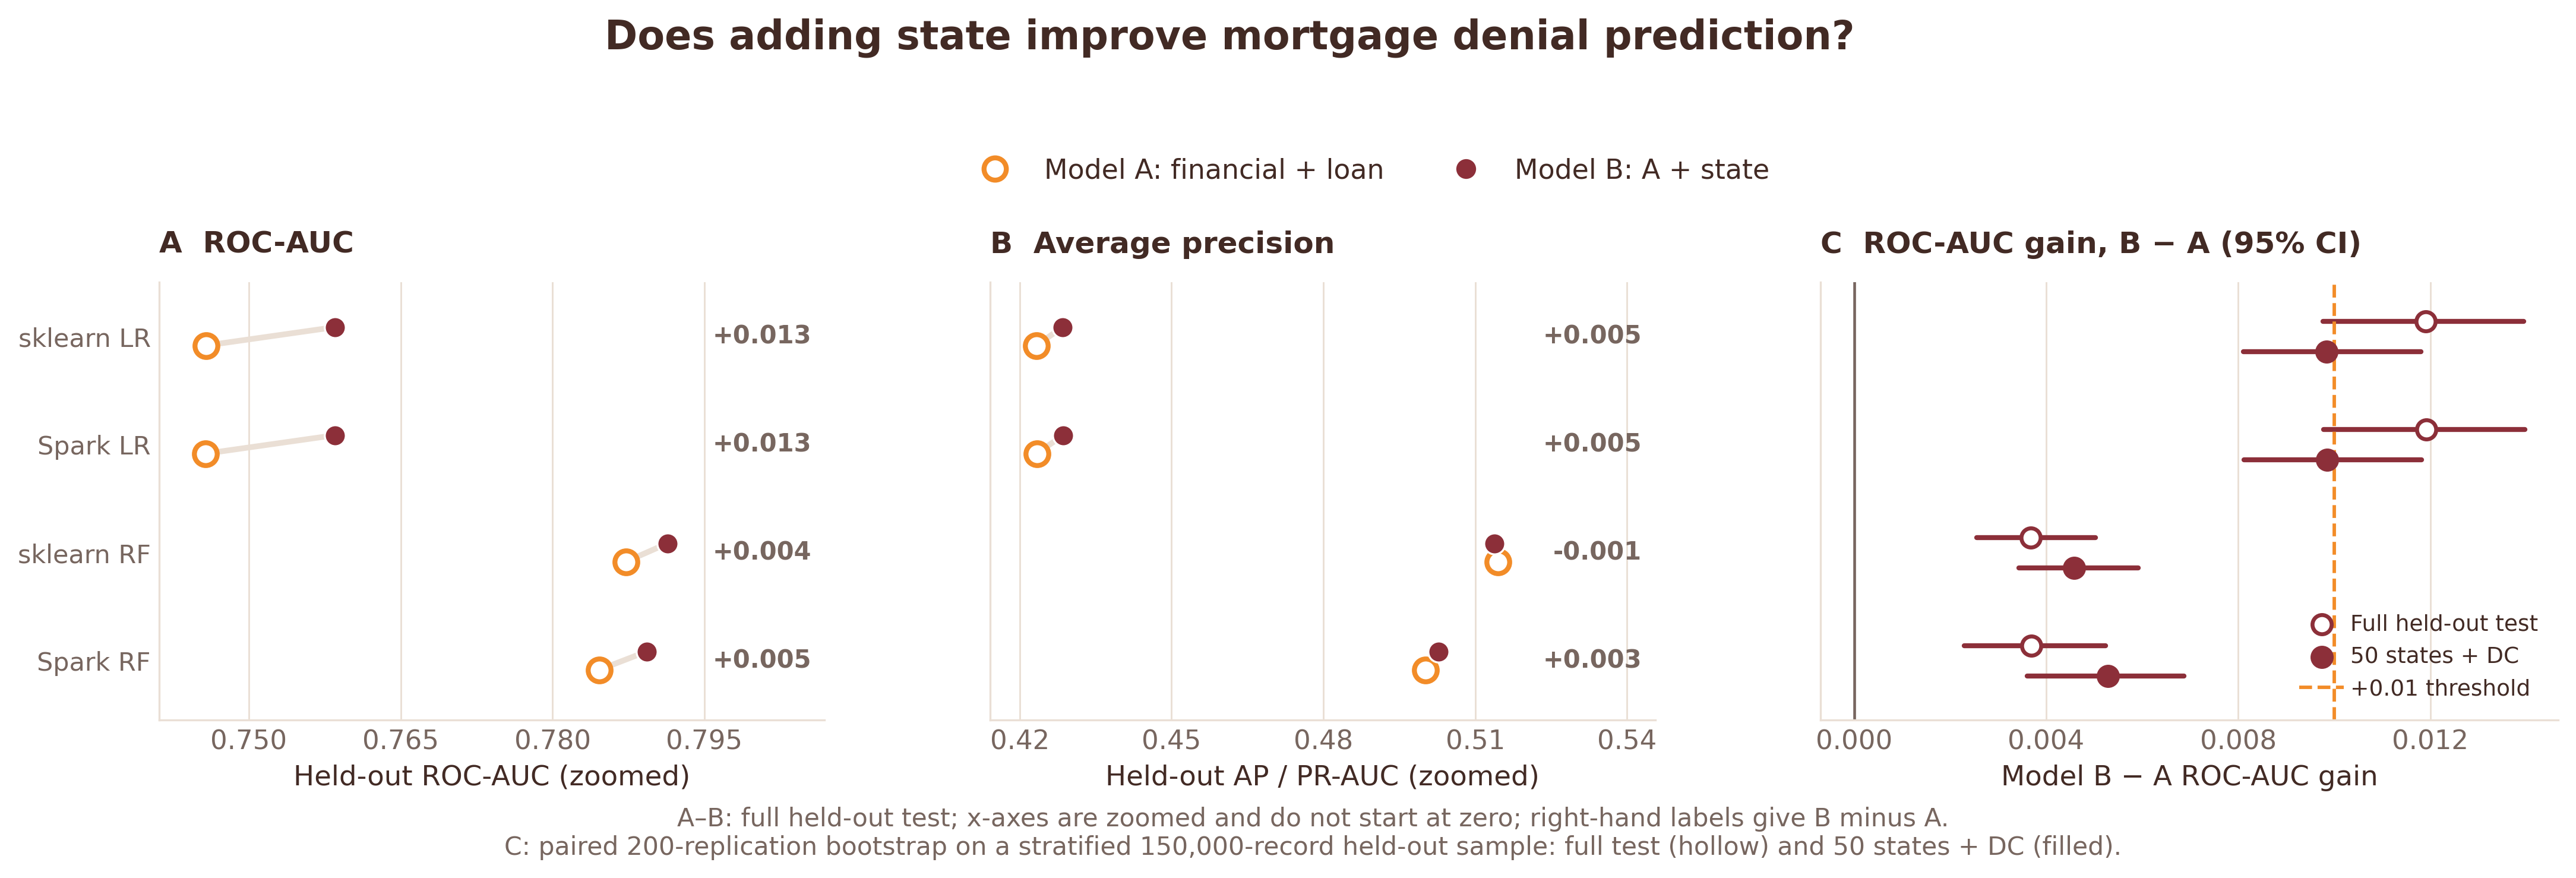 Does adding state improve mortgage denial prediction?
Model A: financial + loan
Model B: A + state
A ROC-AUC
sklearn LR
Spark LR
sklearn RF
Spark RF
+0.013
+0.013
+0.004
+0.005
0.750 0.765 0.780 0.795
Held-out ROC-AUC (zoomed)
B Average precision
+0.005
+0.005
-0.001
+0.003
0.42 0.45 0.48 0.51 0.54
Held-out AP / PR-AUC (zoomed)
C ROC-AUC gain, B − A (95% CI)
Full held-out test
50 states + DC
+0.01 threshold
0.000 0.004 0.008 0.012
Model B − A ROC-AUC gain
A–B: full held-out test; x-axes are zoomed and do not start at zero; right-hand labels give B minus A.
C: paired 200-replication bootstrap on a stratified 150,000-record held-out sample: full test (hollow) and 50 states + DC (filled).